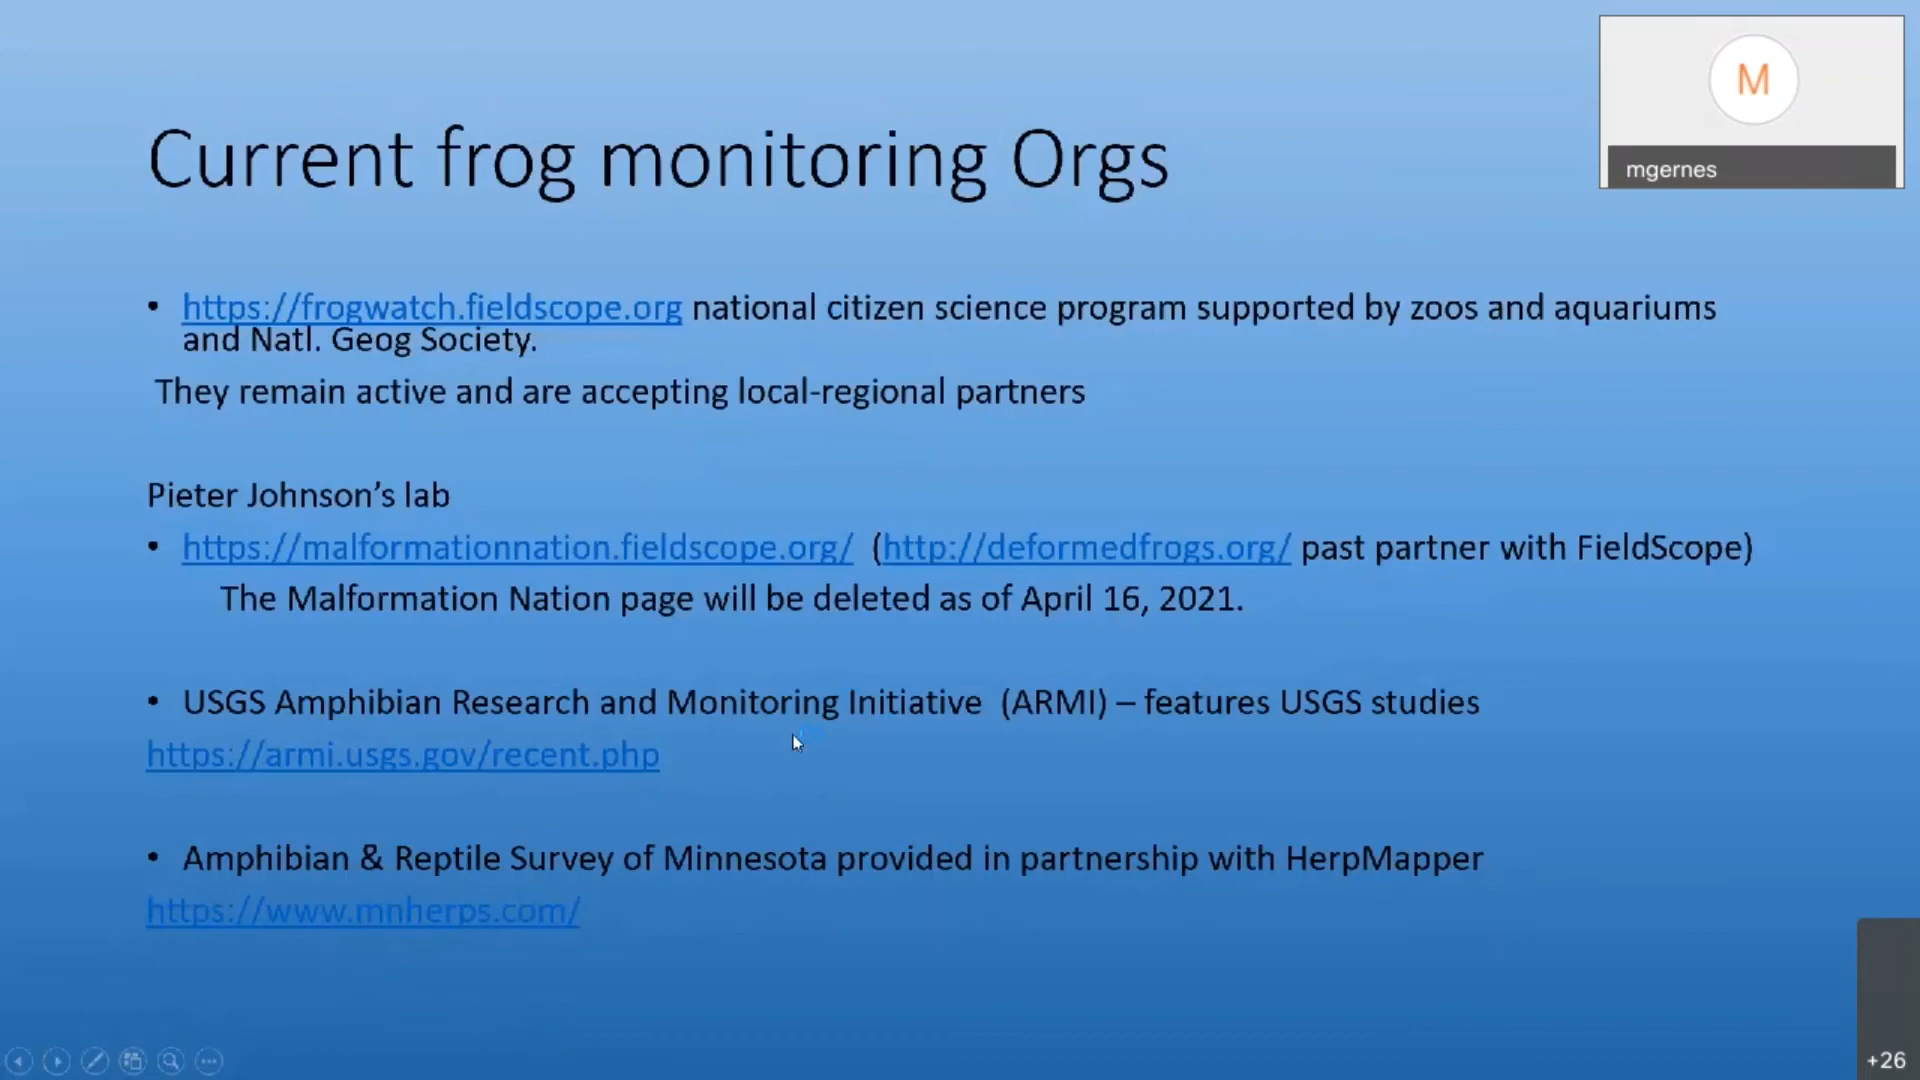 M
mgernes
Current frog monitoring Orgs
• https://frogwatch.fieldscope.org national citizen science program supported by zoos and aquariums
and Natl. Geog Society.
They remain active and are accepting local-regional partners
Pieter Johnson’s lab
• https://malformationnation.fieldscope.org/ (http://deformedfrogs.org/ past partner with FieldScope)
The Malformation Nation page will be deleted as of April 16, 2021.
• USGS Amphibian Research and Monitoring Initiative (ARMI) – features USGS studies
https://armi.usgs.gov/recent.php
• Amphibian & Reptile Survey of Minnesota provided in partnership with HerpMapper
https://www.mnherps.com/
+26